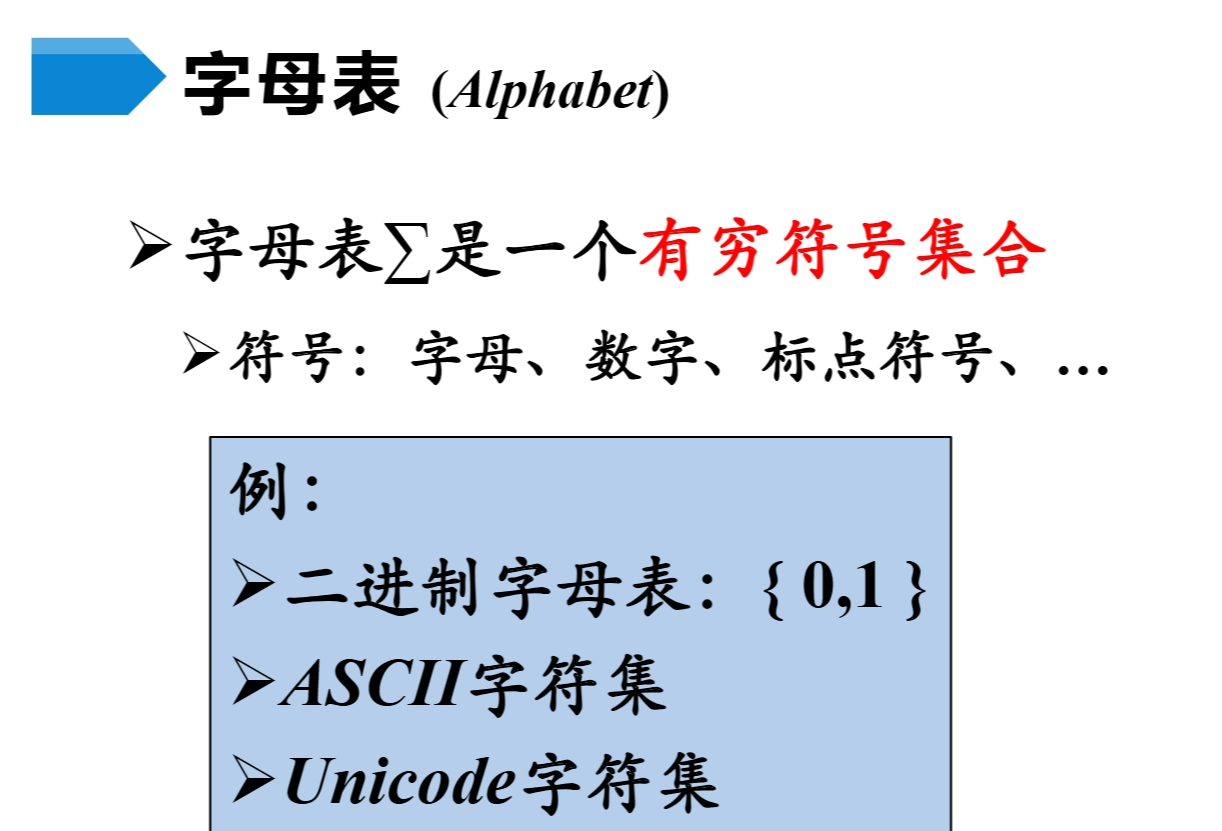 字母表 (Alphabet)
➢字母表∑是一个有穷符号集合
➢符号：字母、数字、标点符号、…
例：
➢二进制字母表：{ 0,1 }
➢ASCII字符集
➢Unicode字符集